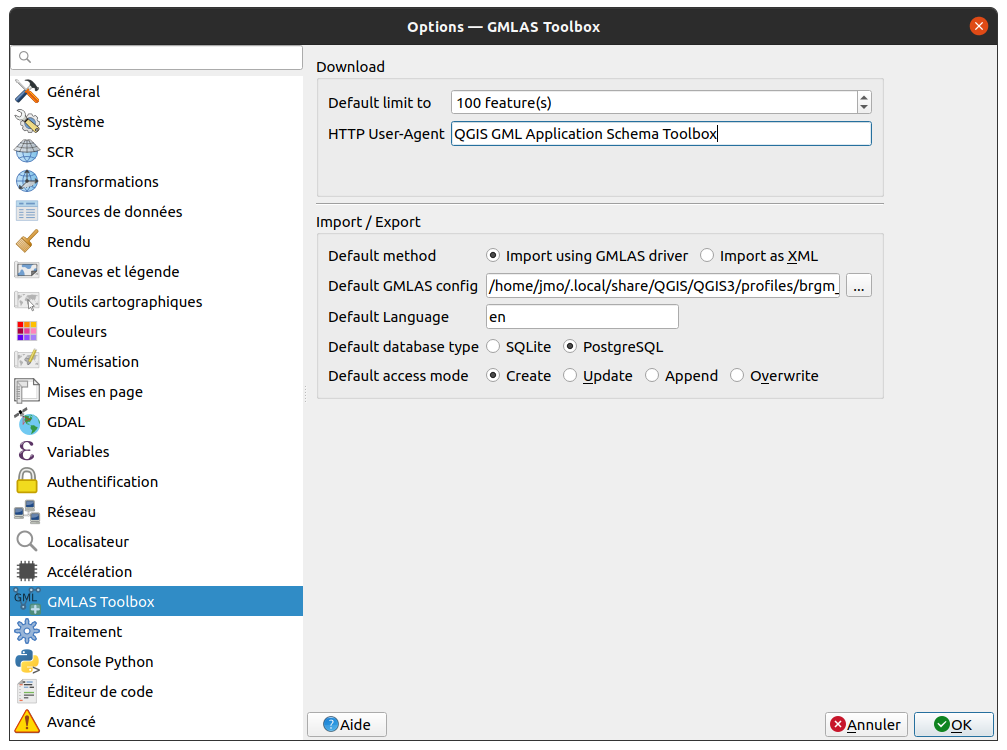 Options — GMLAS Toolbox
Général
Système
SCR
Transformations
Sources de données
Rendu
Canevas et légende
Outils cartographiques
Couleurs
Numérisation
Mises en page
GDAL
Variables
Authentification
Réseau
Localisateur
Accélération
GML
GMLAS Toolbox
Traitement
Console Python
Éditeur de code
Avancé
Download
Default limit to 100 feature(s)
HTTP User-Agent QGIS GML Application Schema Toolbox
Import / Export
Default method Import using GMLAS driver Import as XML
Default GMLAS config /home/jmo/.local/share/QGIS/QGIS3/profiles/brgm_ ...
Default Language en
Default database type SQLite PostgreSQL
Default access mode Create Update Append Overwrite
Aide Annuler OK